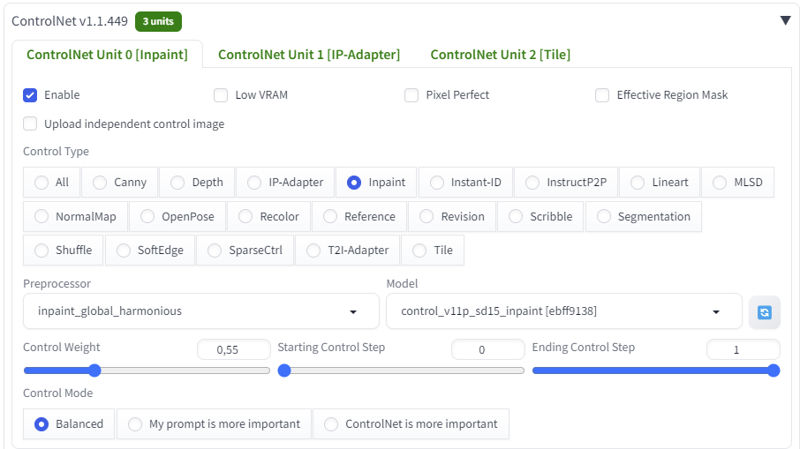 ControlNet v1.1.449 3 units
ControlNet Unit 0 [Inpaint] ControlNet Unit 1 [IP-Adapter] ControlNet Unit 2 [Tile]
Enable Low VRAM Pixel Perfect Effective Region Mask
Upload independent control image
Control Type
All Canny Depth IP-Adapter Inpaint Instant-ID InstructP2P Lineart MLSD
NormalMap OpenPose Recolor Reference Revision Scribble Segmentation
Shuffle SoftEdge SparseCtrl T2I-Adapter Tile
Preprocessor Model
inpaint_global_harmonious control_v11p_sd15_inpaint [ebff9138]
Control Weight 0,55 Starting Control Step 0 Ending Control Step 1
Control Mode
Balanced My prompt is more important ControlNet is more important